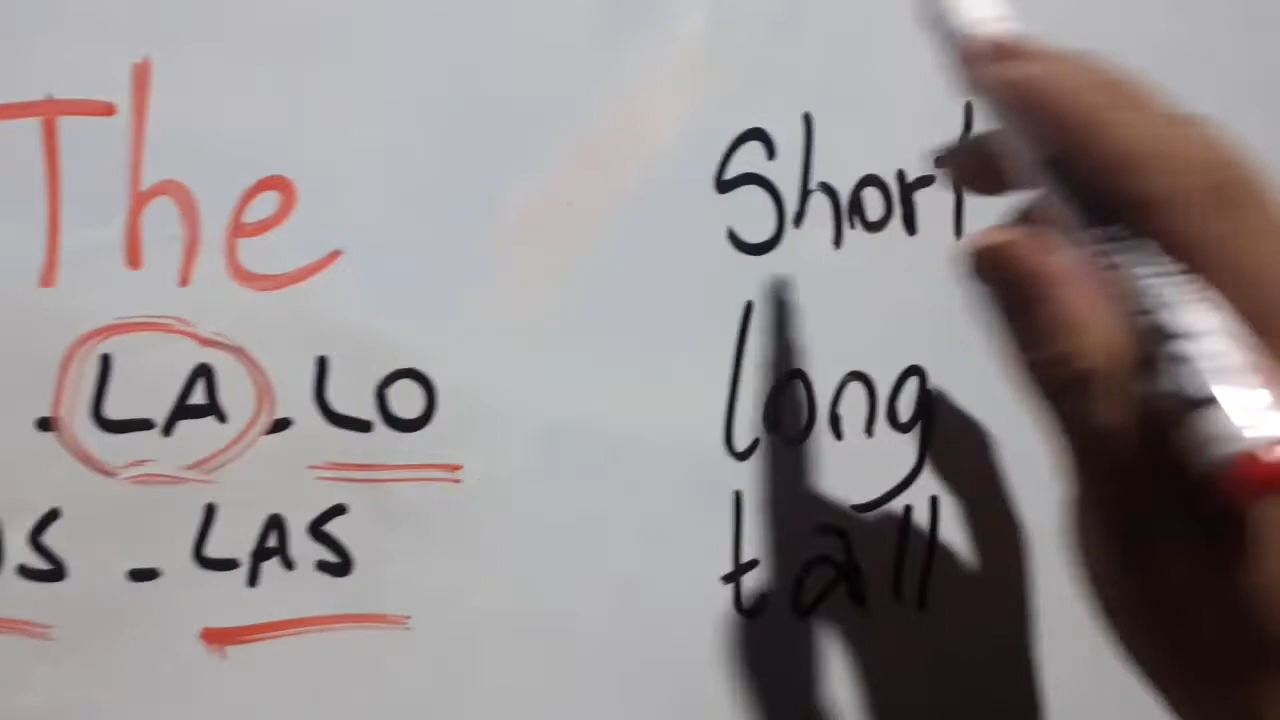 The
. LA . LO
S - LAS
Short
long
tall